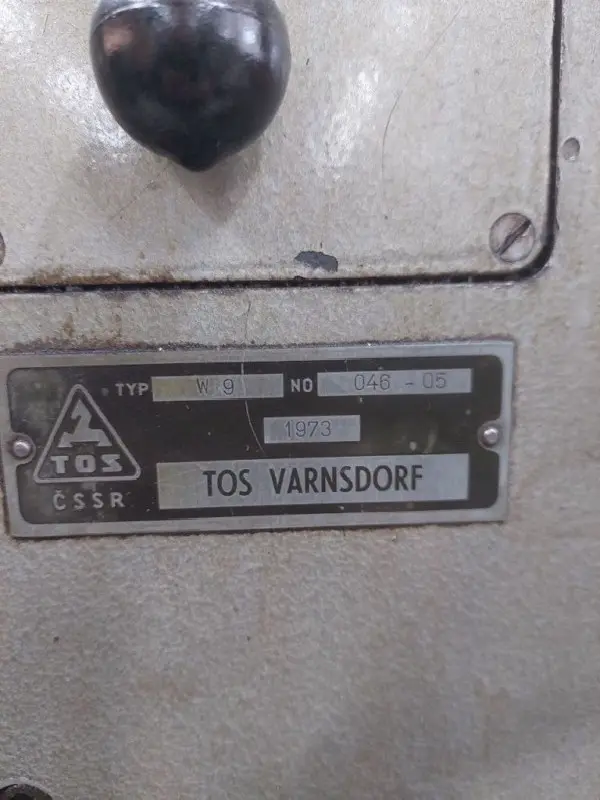 TYP W 9 NO 046 - 05
1973
TOS
ČSSR
TOS VARNSDORF